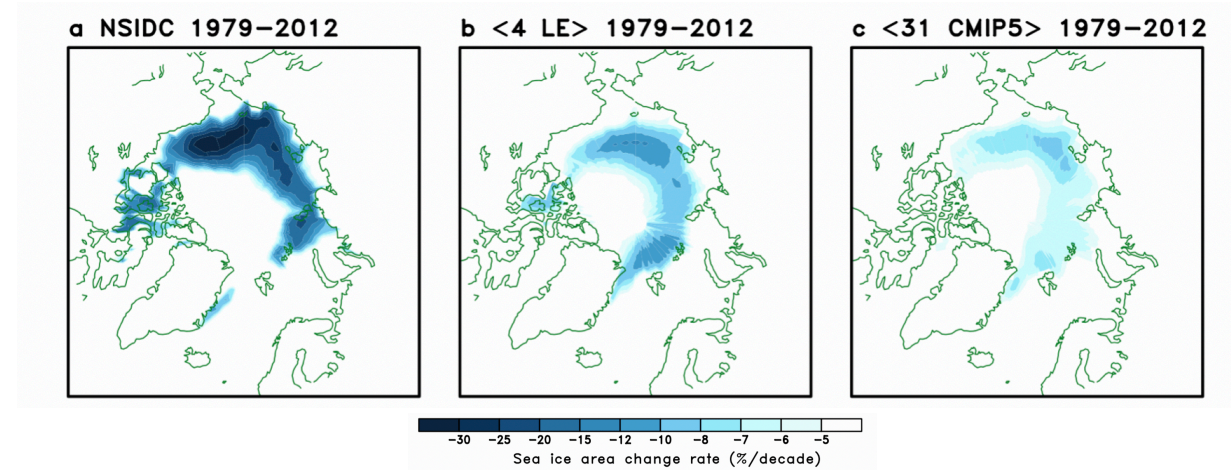 a NSIDC 1979–2012
b <4 LE> 1979–2012
c <31 CMIP5> 1979–2012
-30 -25 -20 -15 -12 -10 -8 -7 -6 -5
Sea ice area change rate (%/decade)